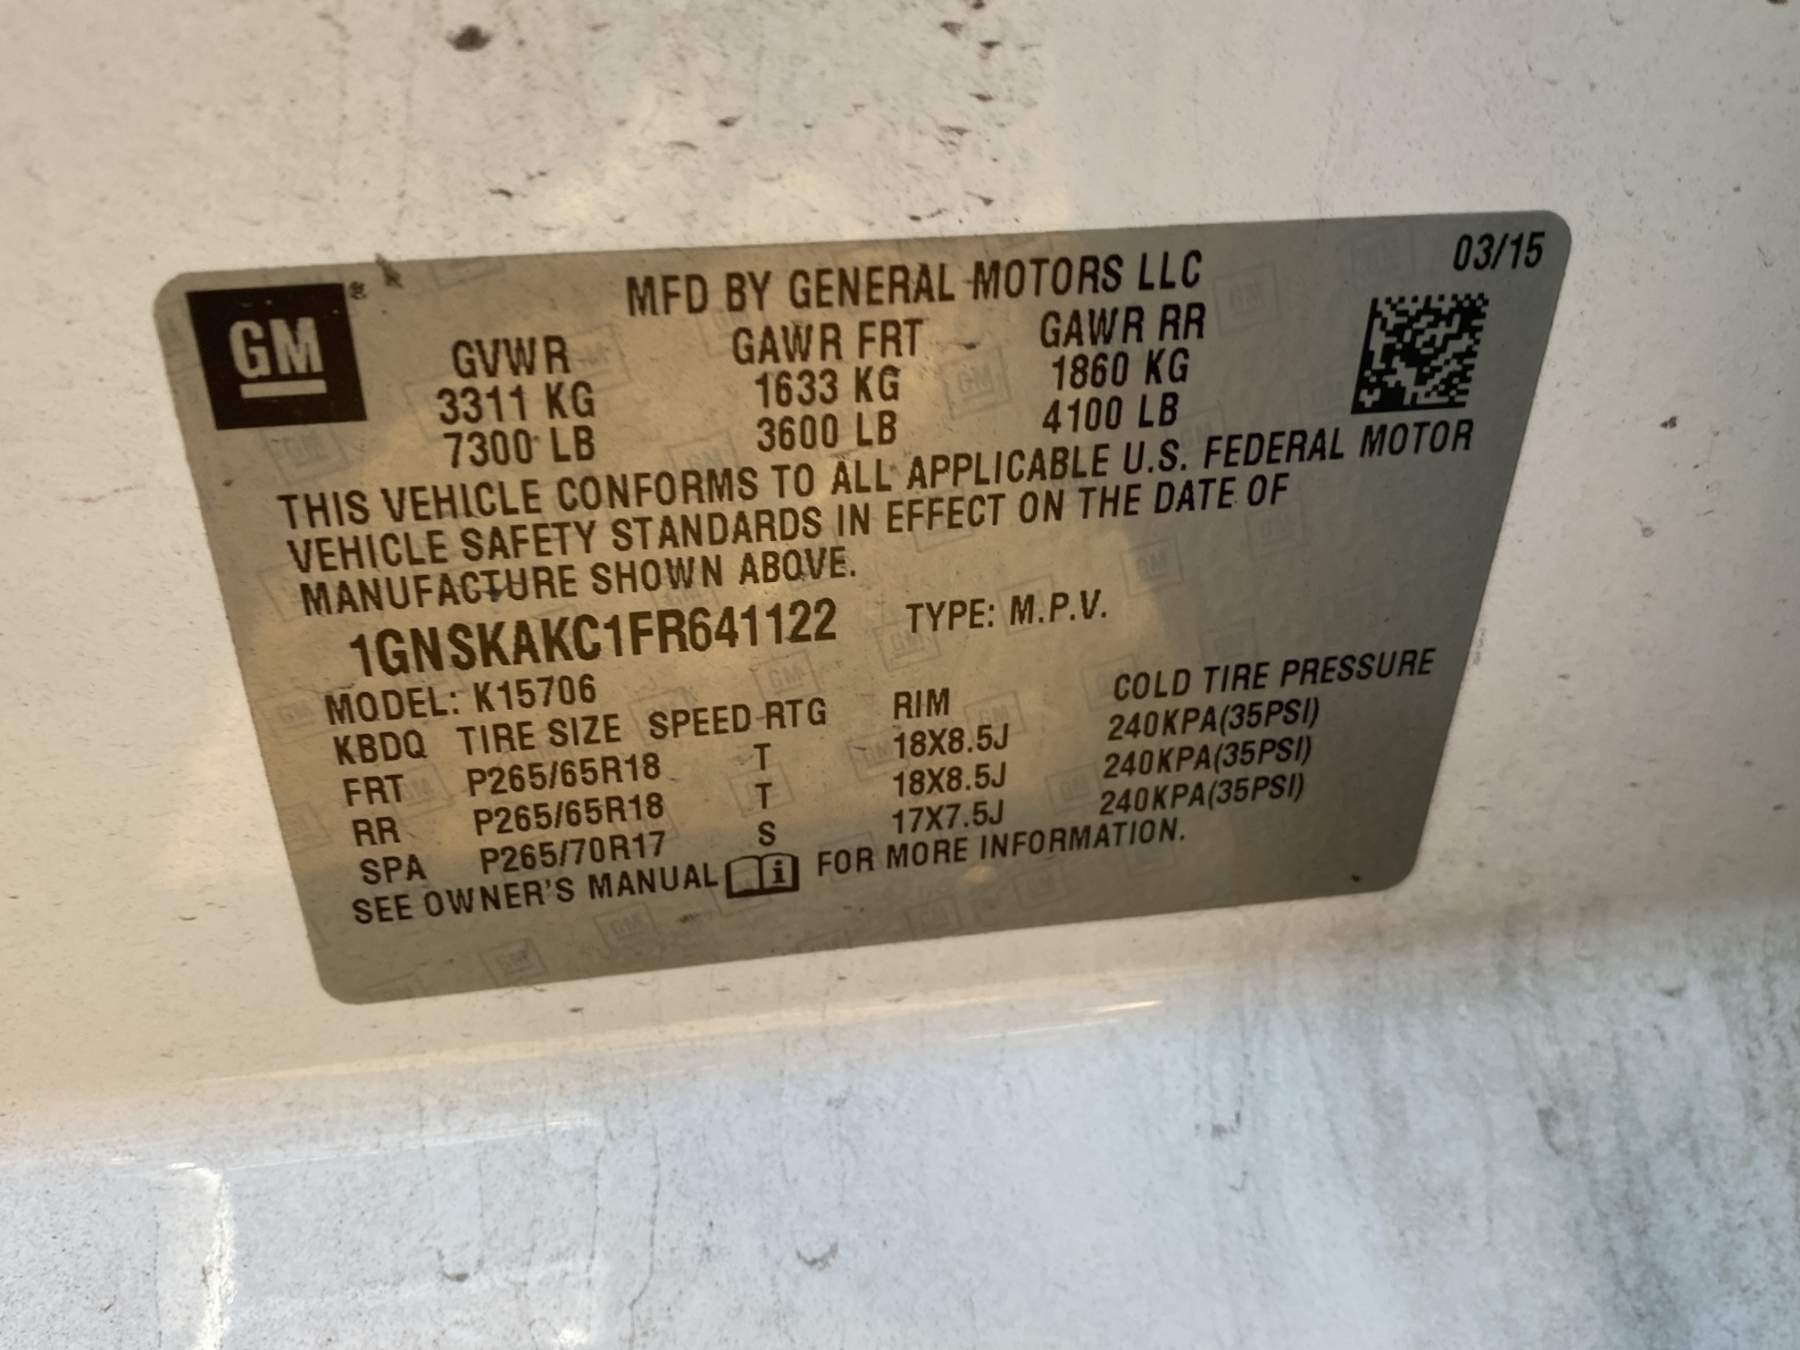 03/15
GM ® MFD BY GENERAL MOTORS LLC
GVWR GAWR FRT GAWR RR
3311 KG 1633 KG 1860 KG
7300 LB 3600 LB 4100 LB
THIS VEHICLE CONFORMS TO ALL APPLICABLE U.S. FEDERAL MOTOR
VEHICLE SAFETY STANDARDS IN EFFECT ON THE DATE OF
MANUFACTURE SHOWN ABOVE.
1GNSKAKC1FR641122 TYPE: M.P.V.
MODEL: K15706
KBDQ TIRE SIZE SPEED RTG RIM COLD TIRE PRESSURE
FRT P265/65R18 T 18X8.5J 240KPA(35PSI)
RR P265/65R18 T 18X8.5J 240KPA(35PSI)
SPA P265/70R17 S 17X7.5J 240KPA(35PSI)
SEE OWNER'S MANUAL i FOR MORE INFORMATION.